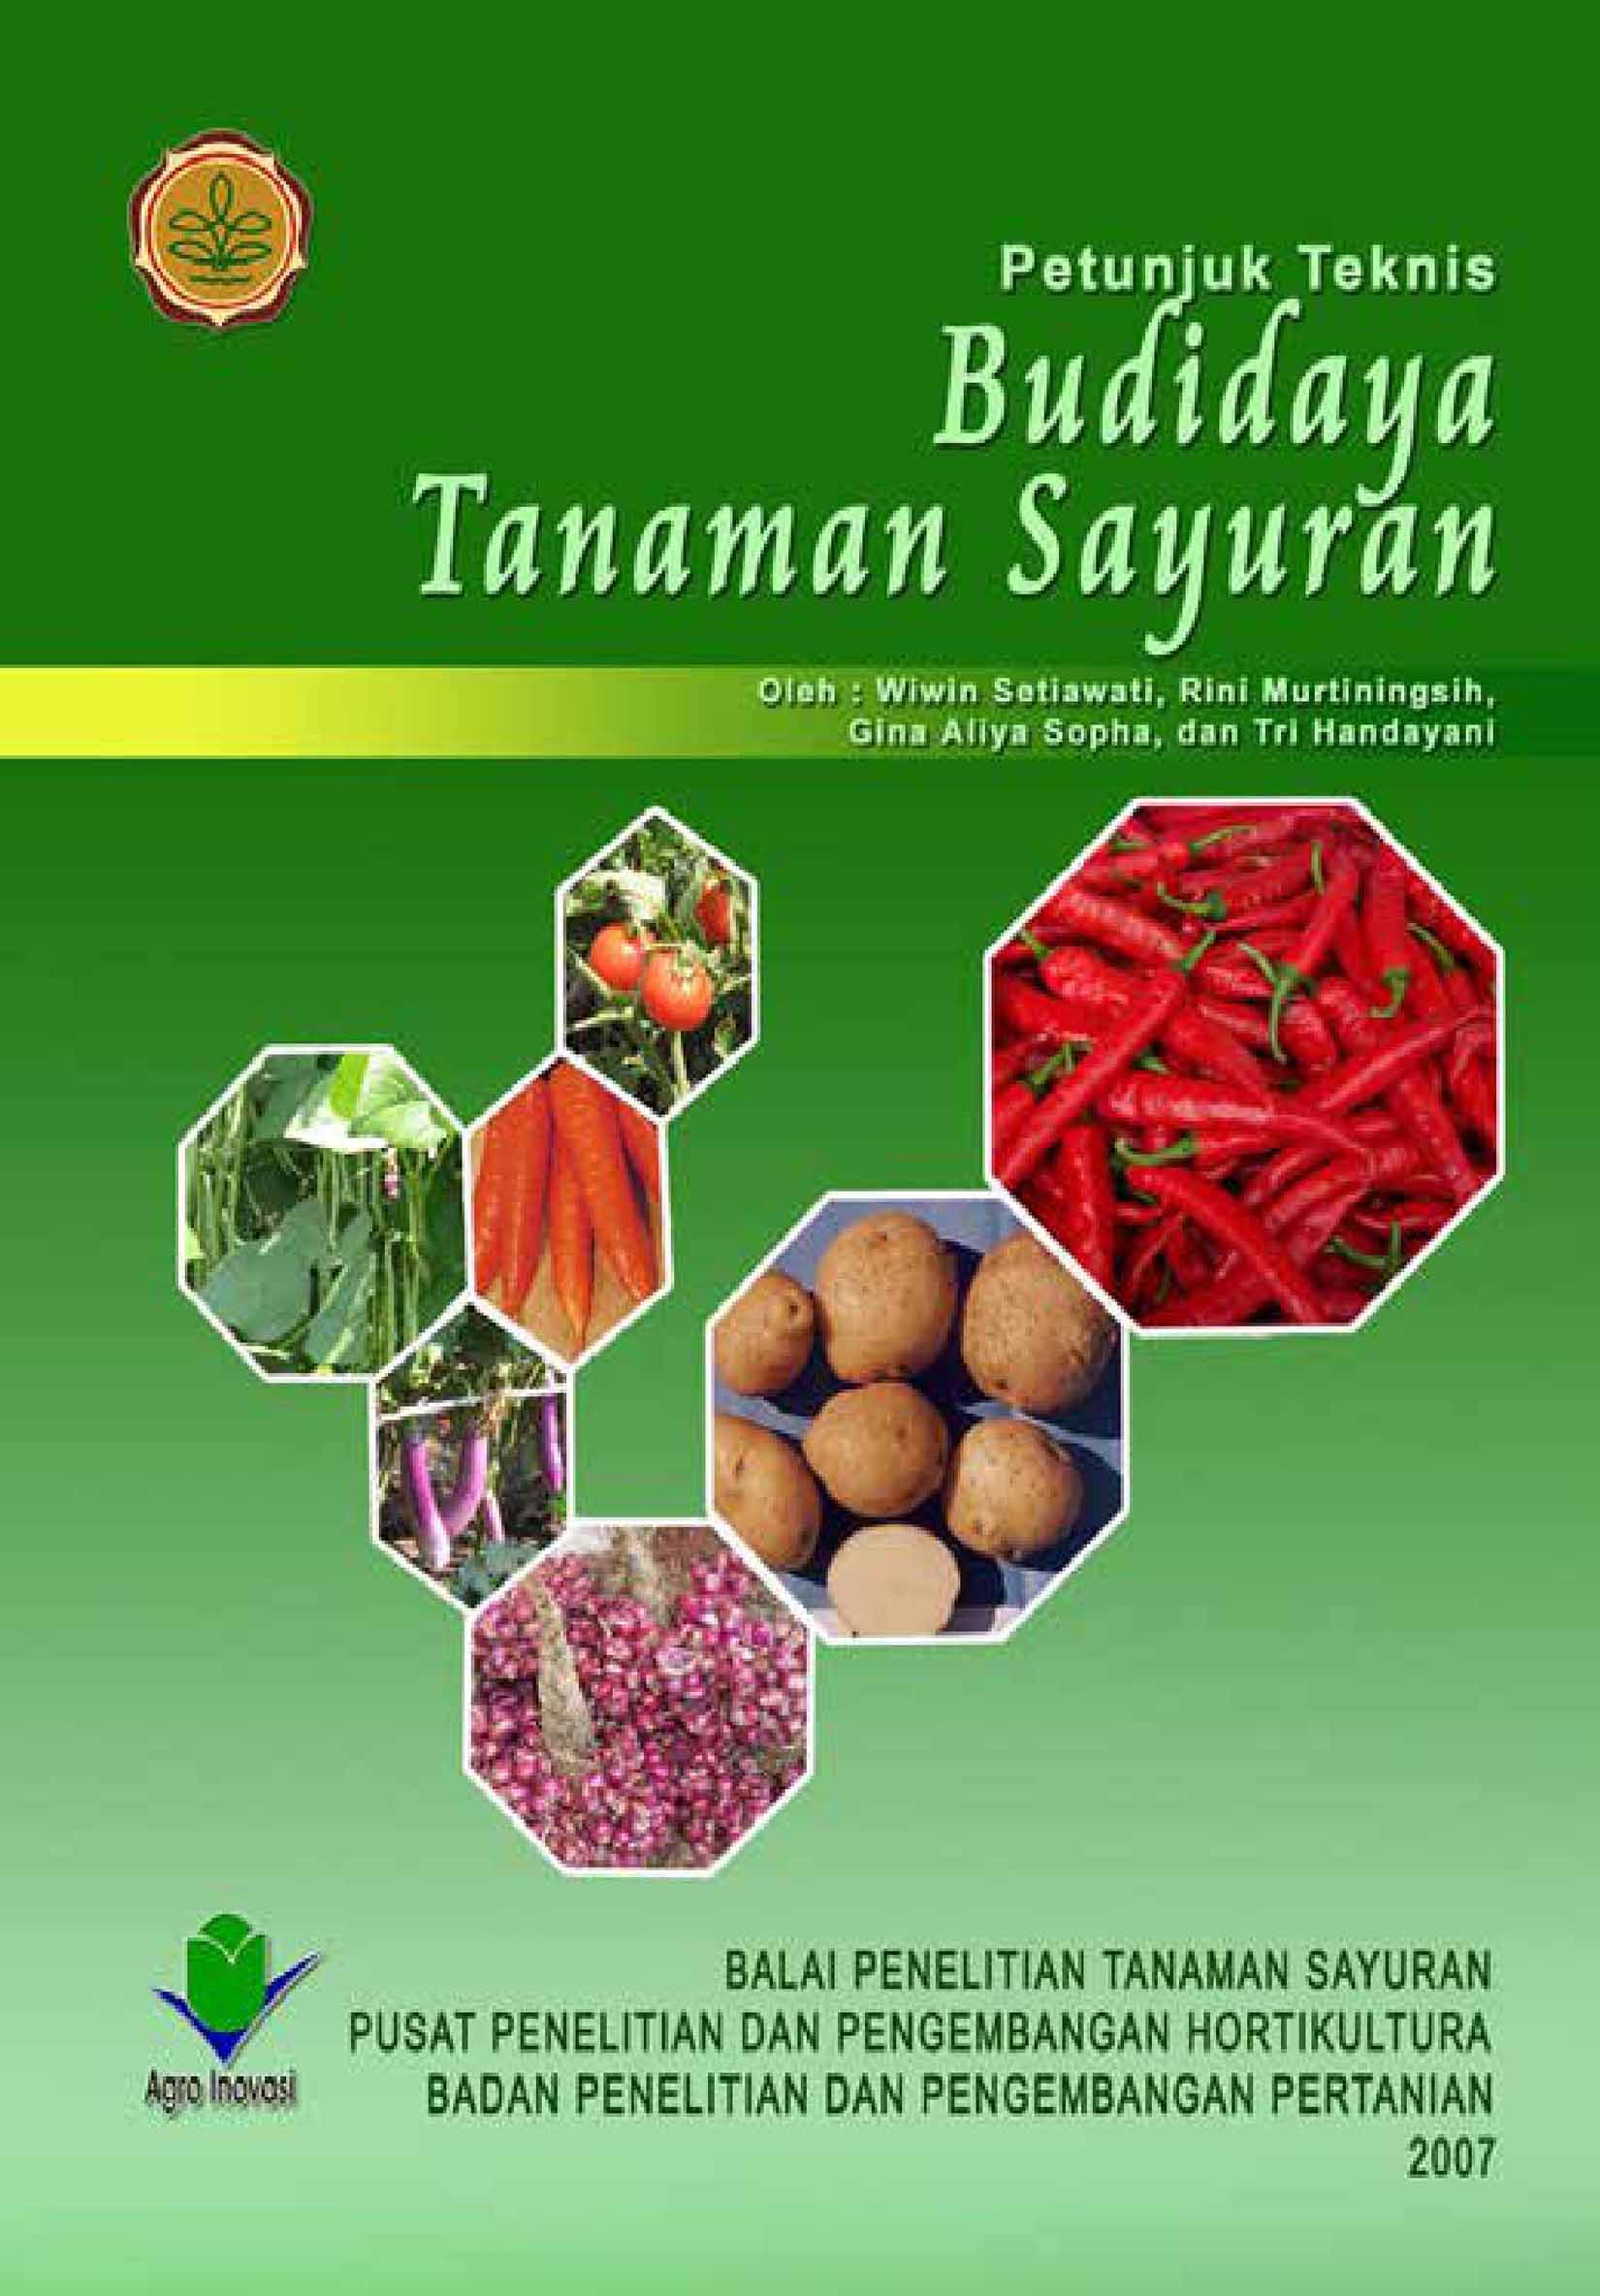 Petunjuk Teknis
Budidaya
Tanaman Sayuran
Oleh : Wiwin Setiawati, Rini Murtiningsih,
Gina Aliya Sopha, dan Tri Handayani
BALAI PENELITIAN TANAMAN SAYURAN
PUSAT PENELITIAN DAN PENGEMBANGAN HORTIKULTURA
BADAN PENELITIAN DAN PENGEMBANGAN PERTANIAN
2007
Agro Inovasi